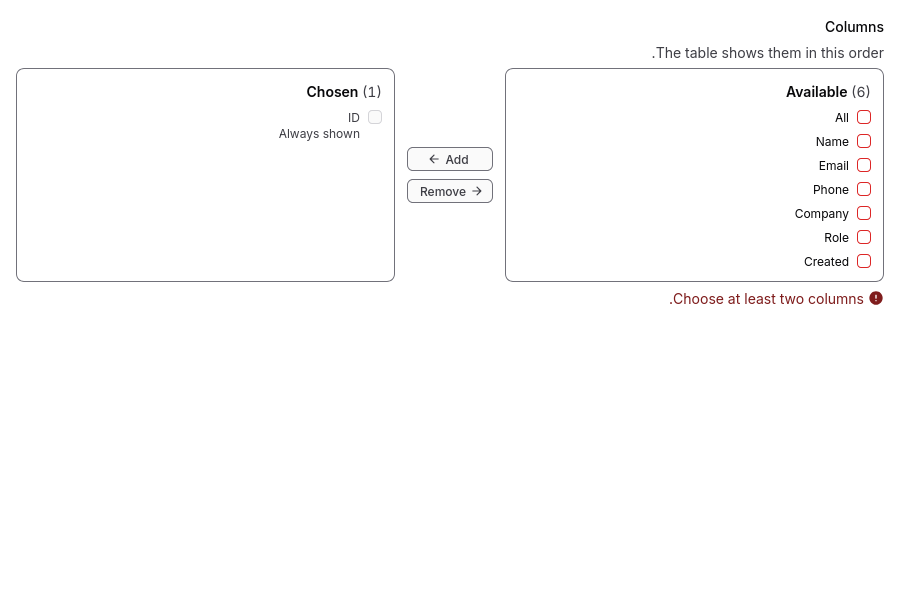 Columns
.The table shows them in this order
Available (6)
All
Name
Email
Phone
Company
Role
Created
Add
Remove
Chosen (1)
ID
Always shown
.Choose at least two columns